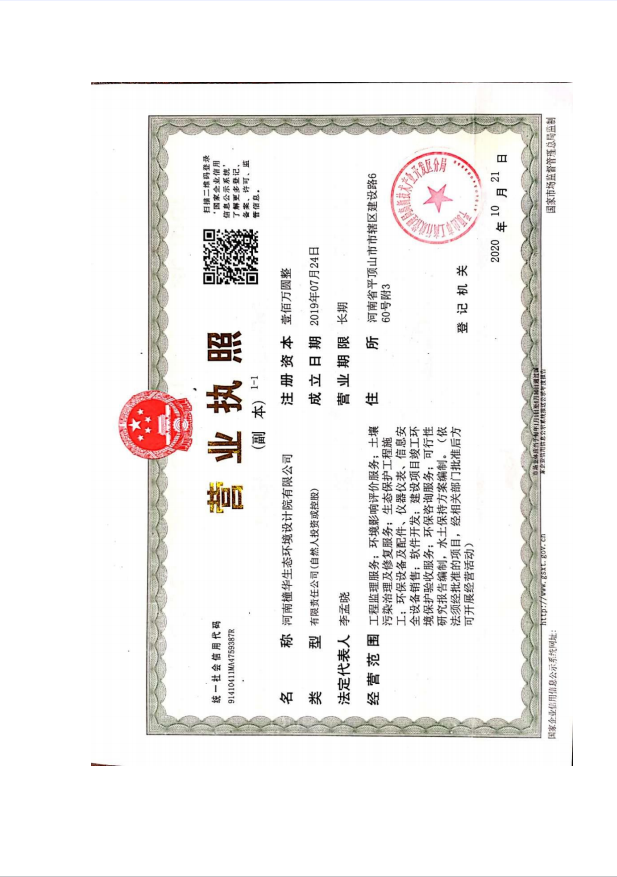 统一社会信用代码
91410411MA4759387R
营业执照
(副 本) 1-1
扫描二维码登录
“国家企业信用
信息公示系统”
了解更多登记、
备案、许可、监
管信息。
名 称 河南橦华生态环境设计院有限公司
类 型 有限责任公司(自然人投资或控股)
法定代表人 李孟晓
经营范围 工程监理服务；环境影响评价服务；土壤
污染治理及修复服务；生态保护工程施
工；环保设备及配件、仪器仪表、信息安
全设备销售；软件开发；建设项目竣工环
境保护验收服务；环保咨询服务；可行性
研究报告编制，水土保持方案编制。（依
法须经批准的项目，经相关部门批准后方
可开展经营活动）
注册资本 壹佰万圆整
成立日期 2019年07月24日
营业期限 长期
住 所 河南省平顶山市市辖区建设路6
60号附3
登记机关
2020 年 10 月 21 日
国家企业信用信息公示系统网址：
http://www.gsxt.gov.cn
国家市场监督管理总局监制